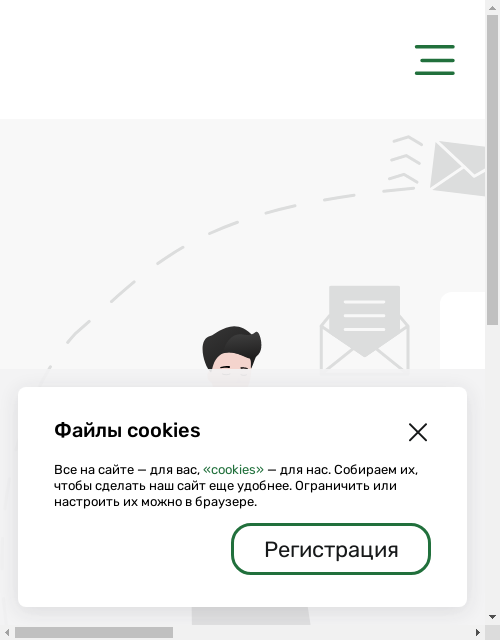 Файлы cookies
Все на сайте — для вас, «cookies» — для нас. Собираем их,
чтобы сделать наш сайт еще удобнее. Ограничить или
настроить их можно в браузере.
Регистрация